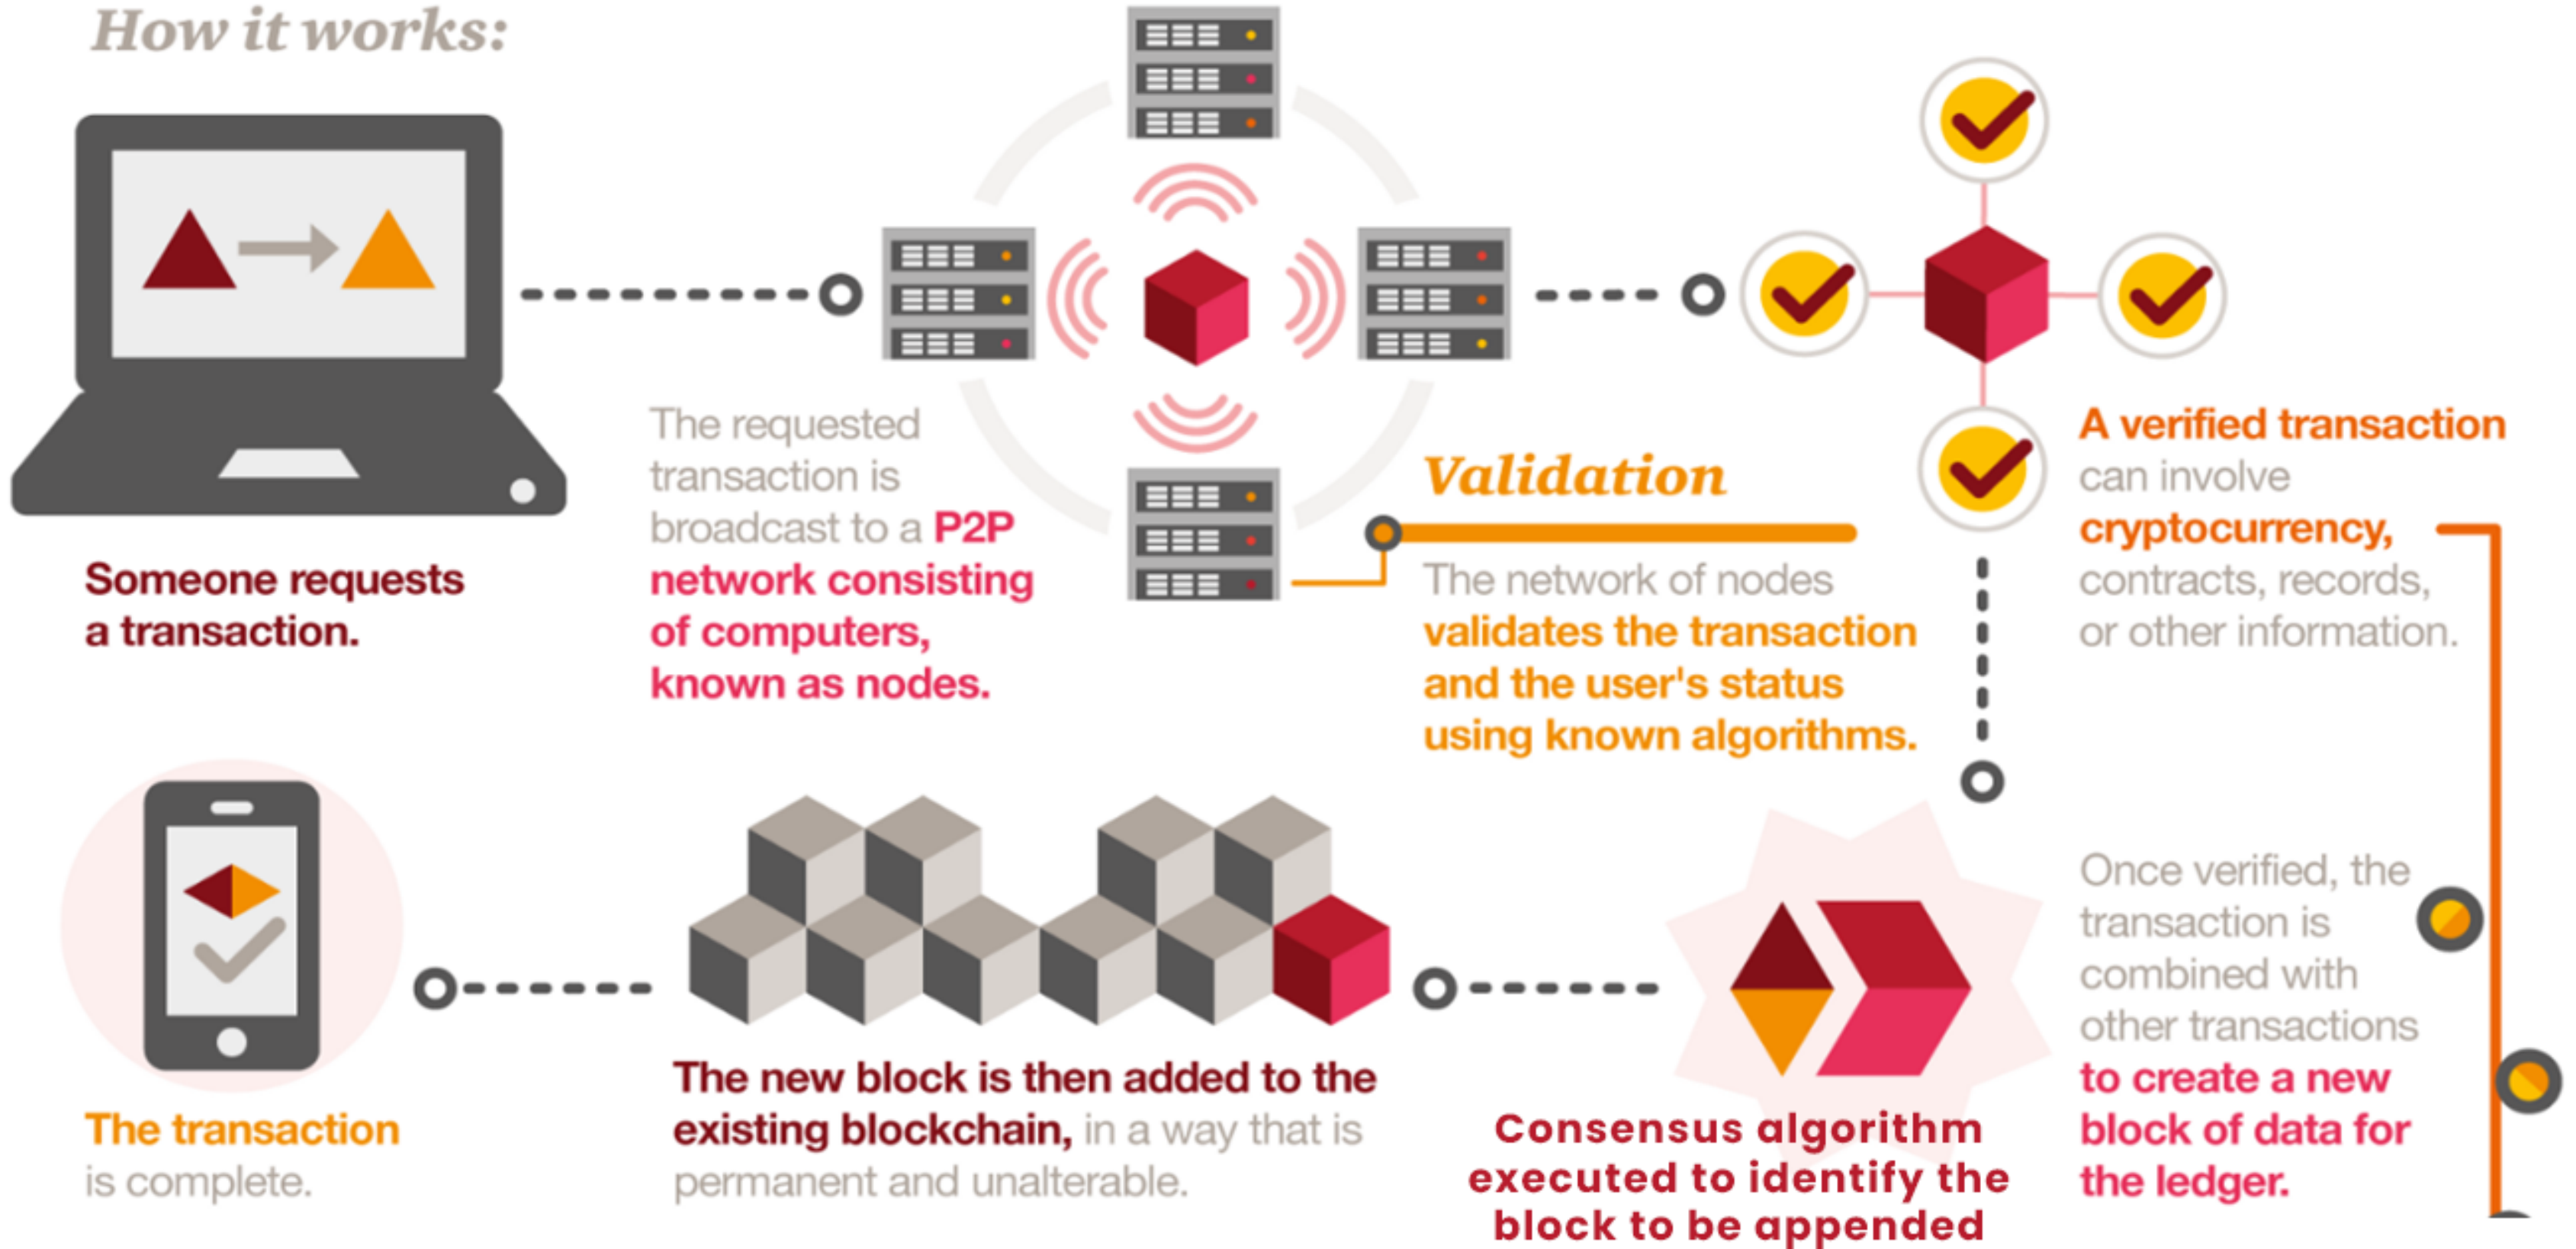 How it works:
Someone requests
a transaction.
The requested
transaction is
broadcast to a P2P
network consisting
of computers,
known as nodes.
Validation
The network of nodes
validates the transaction
and the user's status
using known algorithms.
A verified transaction
can involve
cryptocurrency,
contracts, records,
or other information.
Once verified, the
transaction is
combined with
other transactions
to create a new
block of data for
the ledger.
Consensus algorithm
executed to identify the
block to be appended
The new block is then added to the
existing blockchain, in a way that is
permanent and unalterable.
The transaction
is complete.